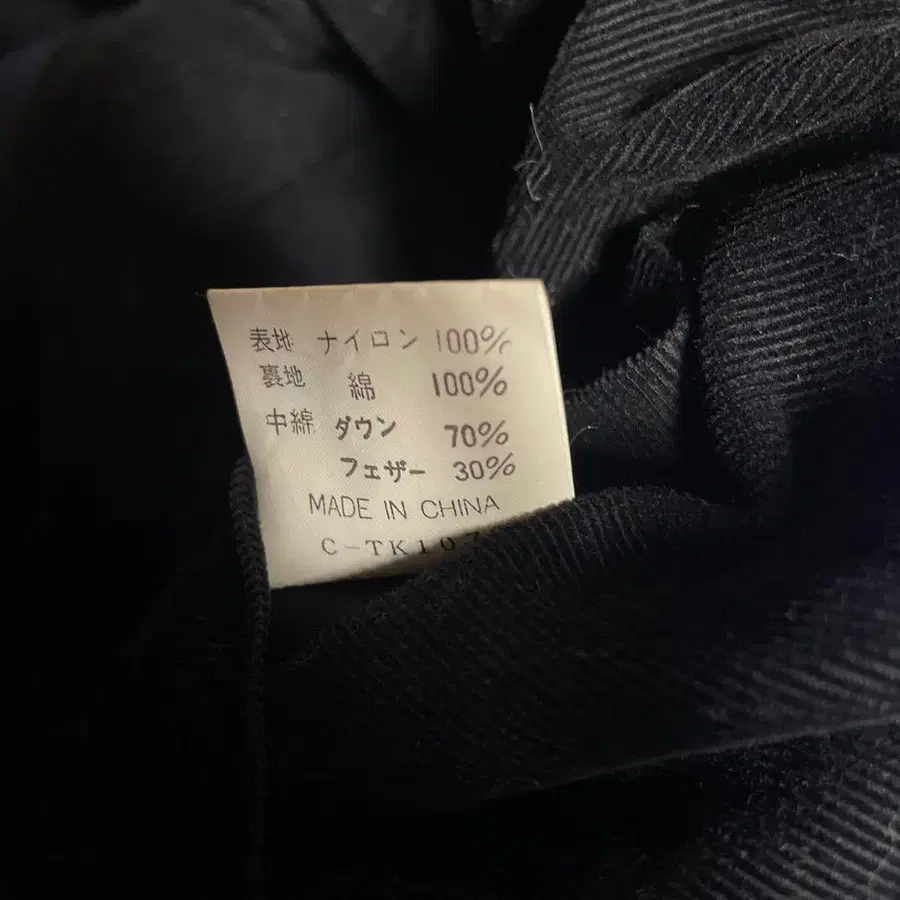 表地 ナイロン 100%
裏地 綿 100%
中綿 ダウン 70%
フェザー 30%
MADE IN CHINA